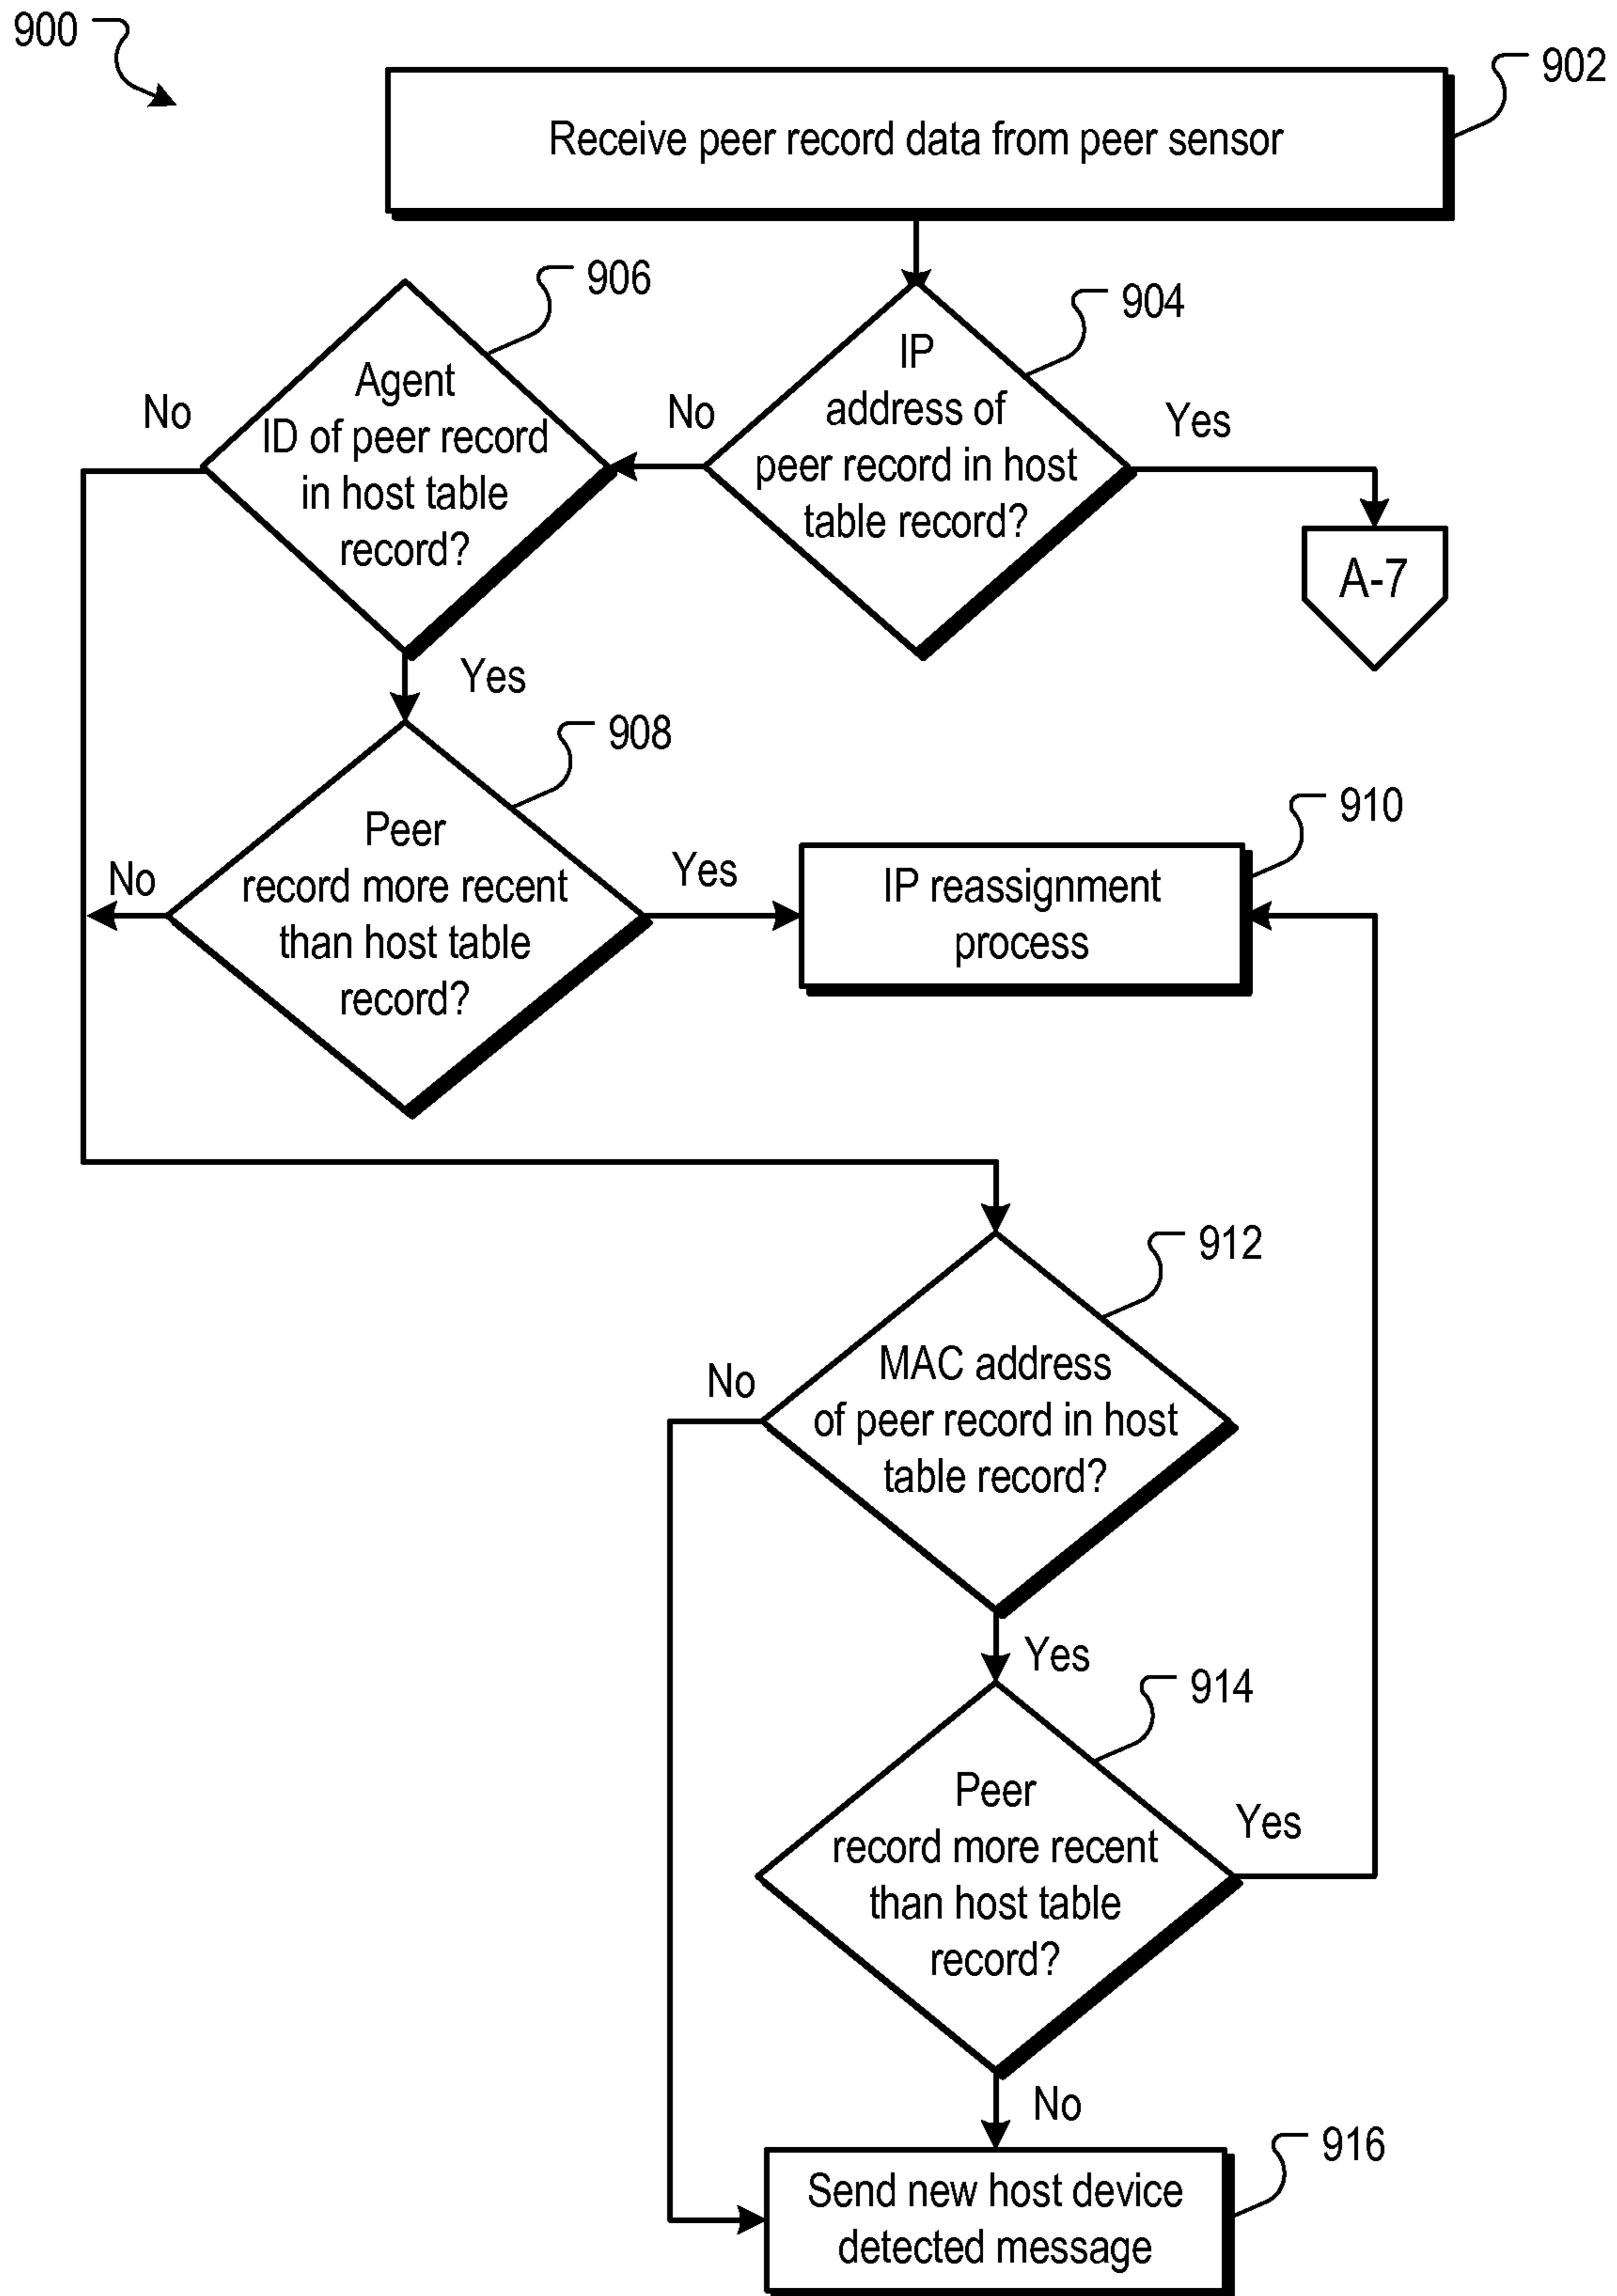 900
902
Receive peer record data from peer sensor
906
904
Agent
ID of peer record
in host table
record?
No
IP
address of
peer record in host
table record?
No
Yes
A-7
Yes
908
Peer
record more recent
than host table
record?
No
Yes
910
IP reassignment
process
912
MAC address
of peer record in host
table record?
No
Yes
914
Peer
record more recent
than host table
record?
Yes
No
916
Send new host device
detected message